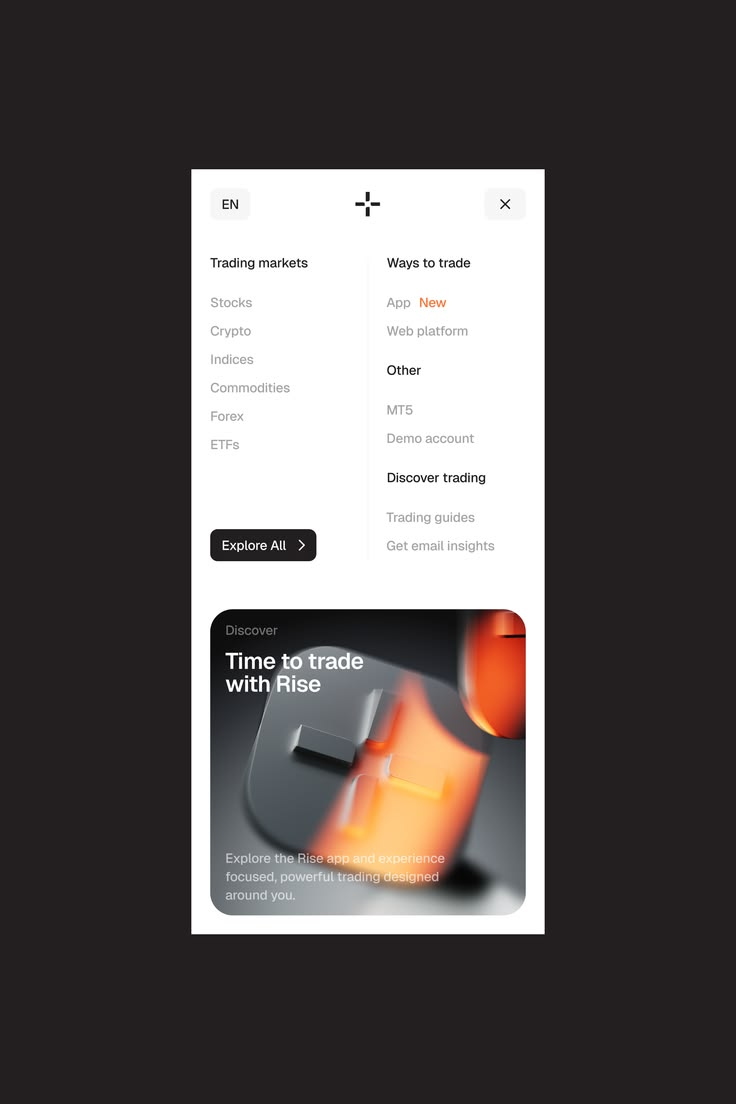 EN
Trading markets
Stocks
Crypto
Indices
Commodities
Forex
ETFs
Explore All
Ways to trade
App New
Web platform
Other
MT5
Demo account
Discover trading
Trading guides
Get email insights
Discover
Time to trade
with Rise
Explore the Rise app and experience
focused, powerful trading designed
around you.